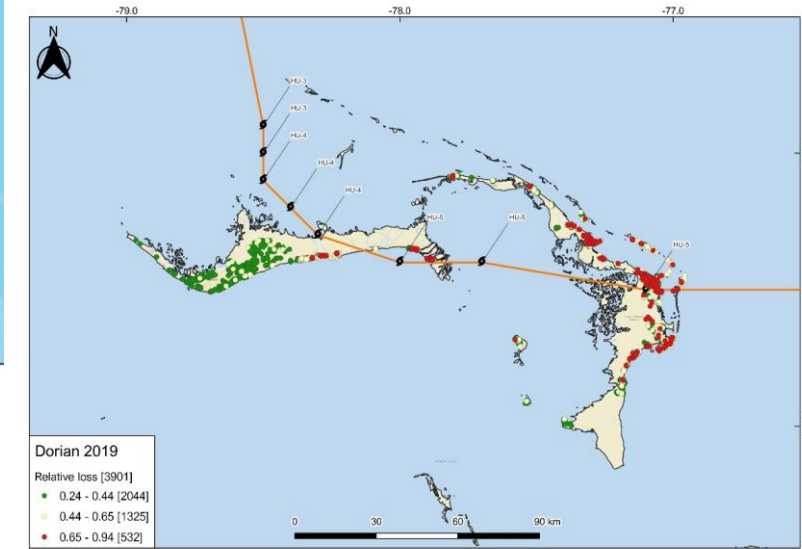 -79.0
-78.0
-77.0
N
HU-3
HU-3
HU-4
HU-4
HU-4
HU-5
HU-5
HU-5
Dorian 2019
Relative loss [3901]
0.24 - 0.44 [2044]
0.44 - 0.65 [1325]
0.65 - 0.94 [532]
0
30
60
90 km